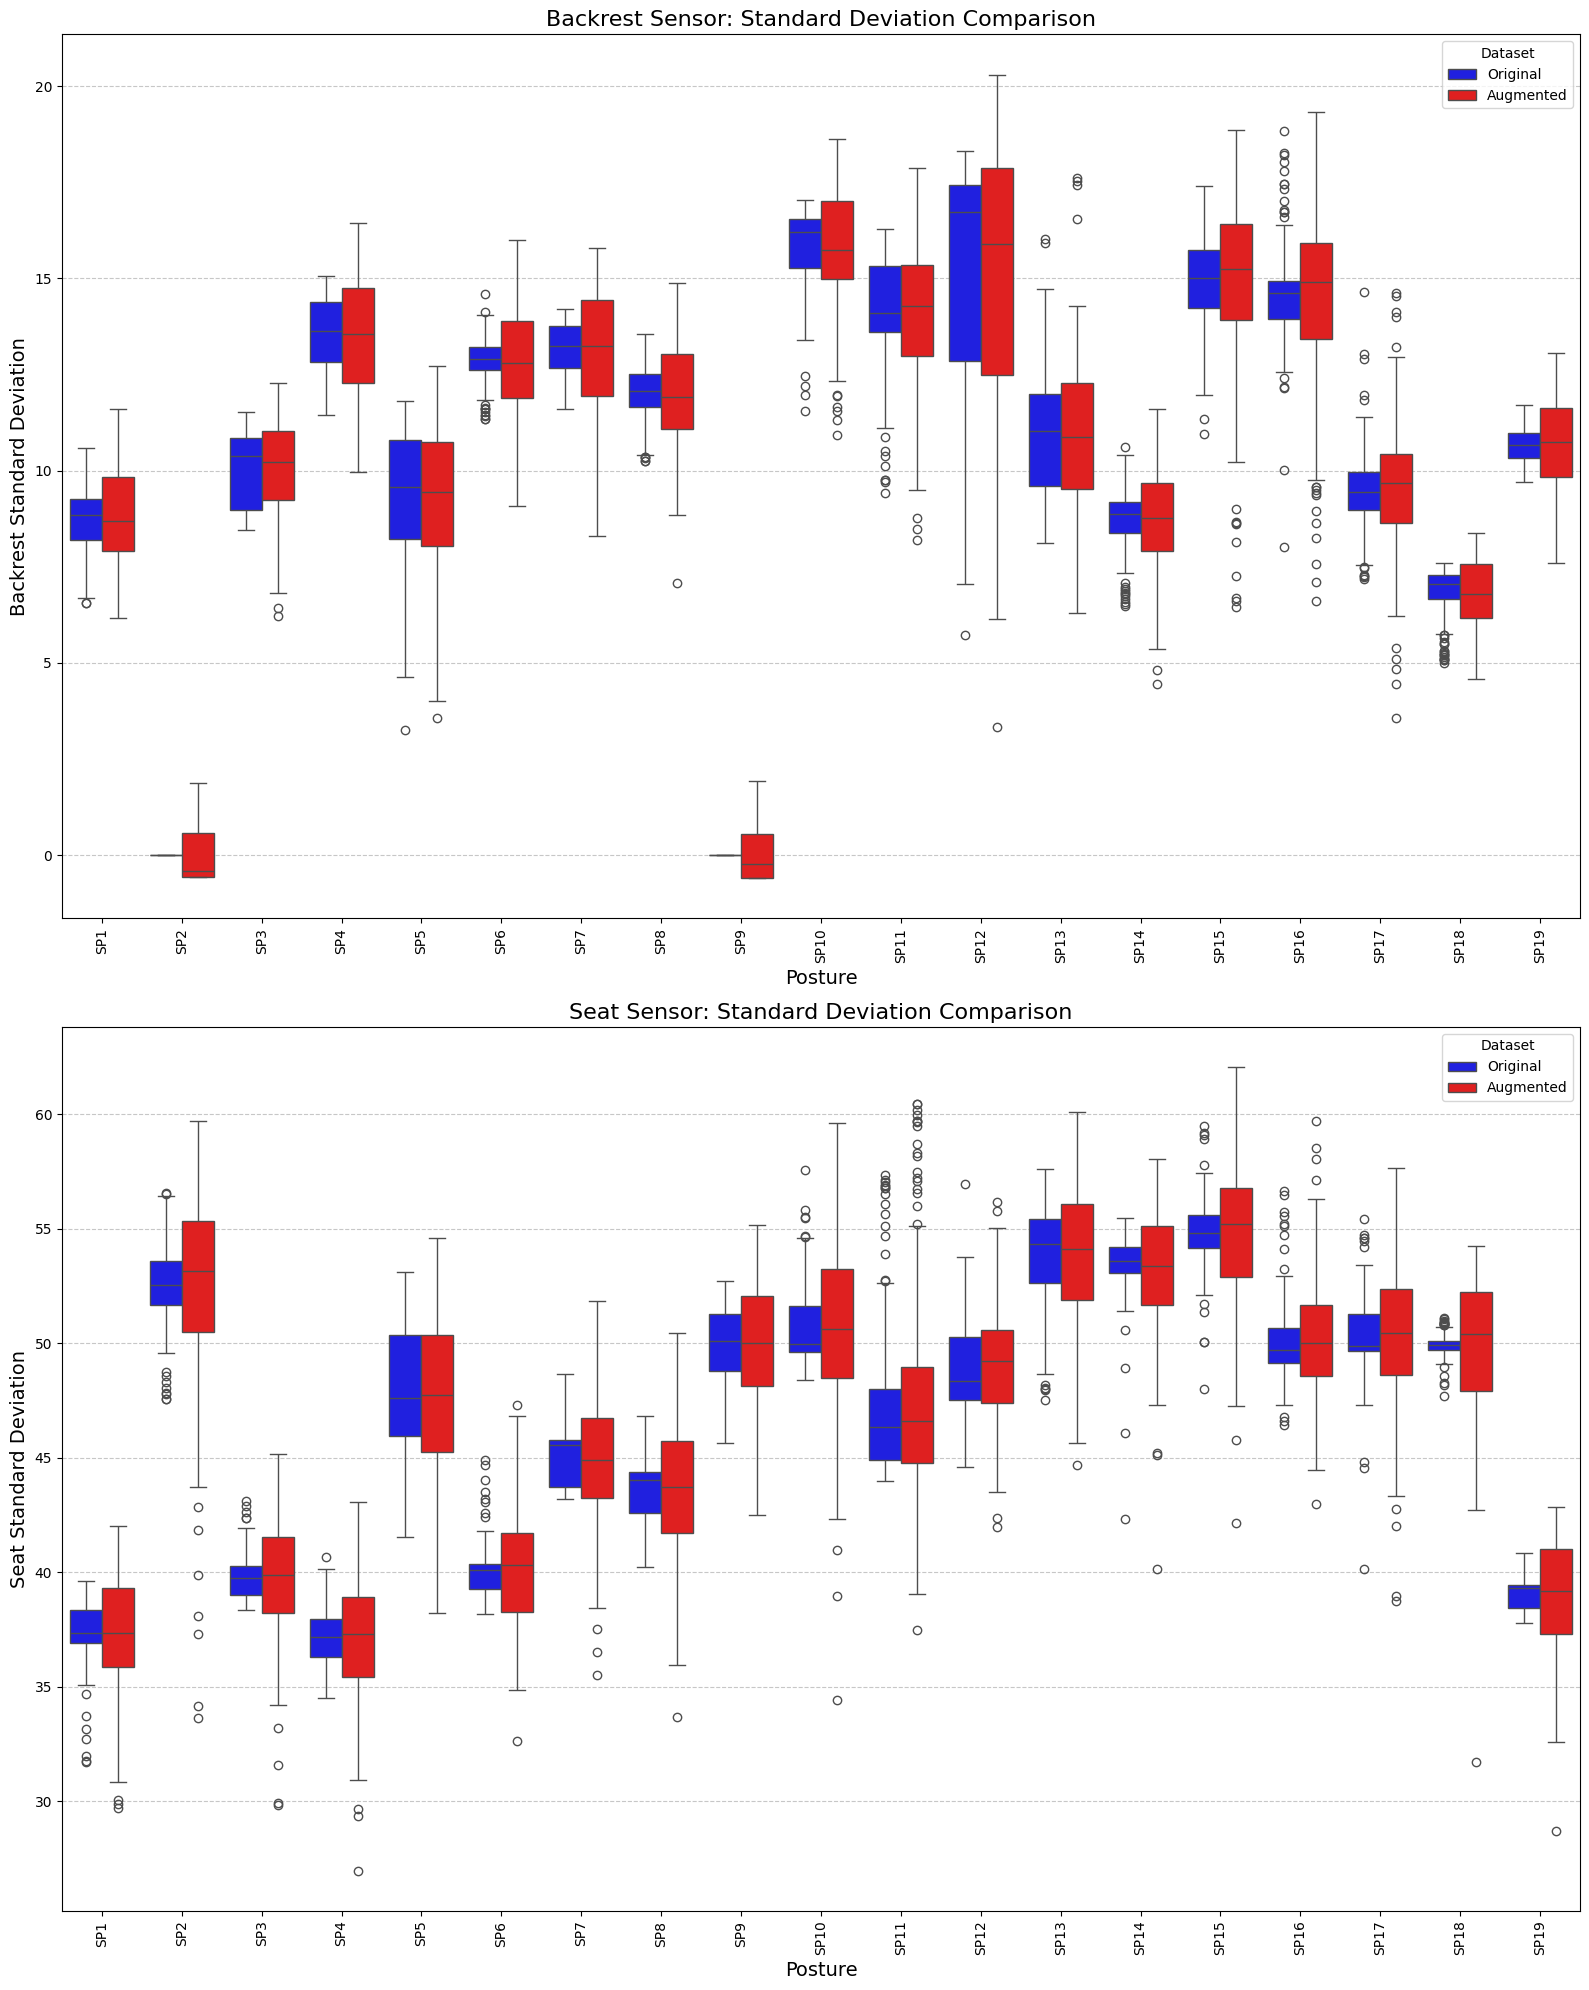 Backrest Sensor: Standard Deviation Comparison
Dataset
Original
Augmented
20
15
10
5
0
Backrest Standard Deviation
SP1 SP2 SP3 SP4 SP5 SP6 SP7 SP8 SP9 SP10 SP11 SP12 SP13 SP14 SP15 SP16 SP17 SP18 SP19
Posture
Seat Sensor: Standard Deviation Comparison
Dataset
Original
Augmented
60
55
50
45
40
35
30
Seat Standard Deviation
SP1 SP2 SP3 SP4 SP5 SP6 SP7 SP8 SP9 SP10 SP11 SP12 SP13 SP14 SP15 SP16 SP17 SP18 SP19
Posture